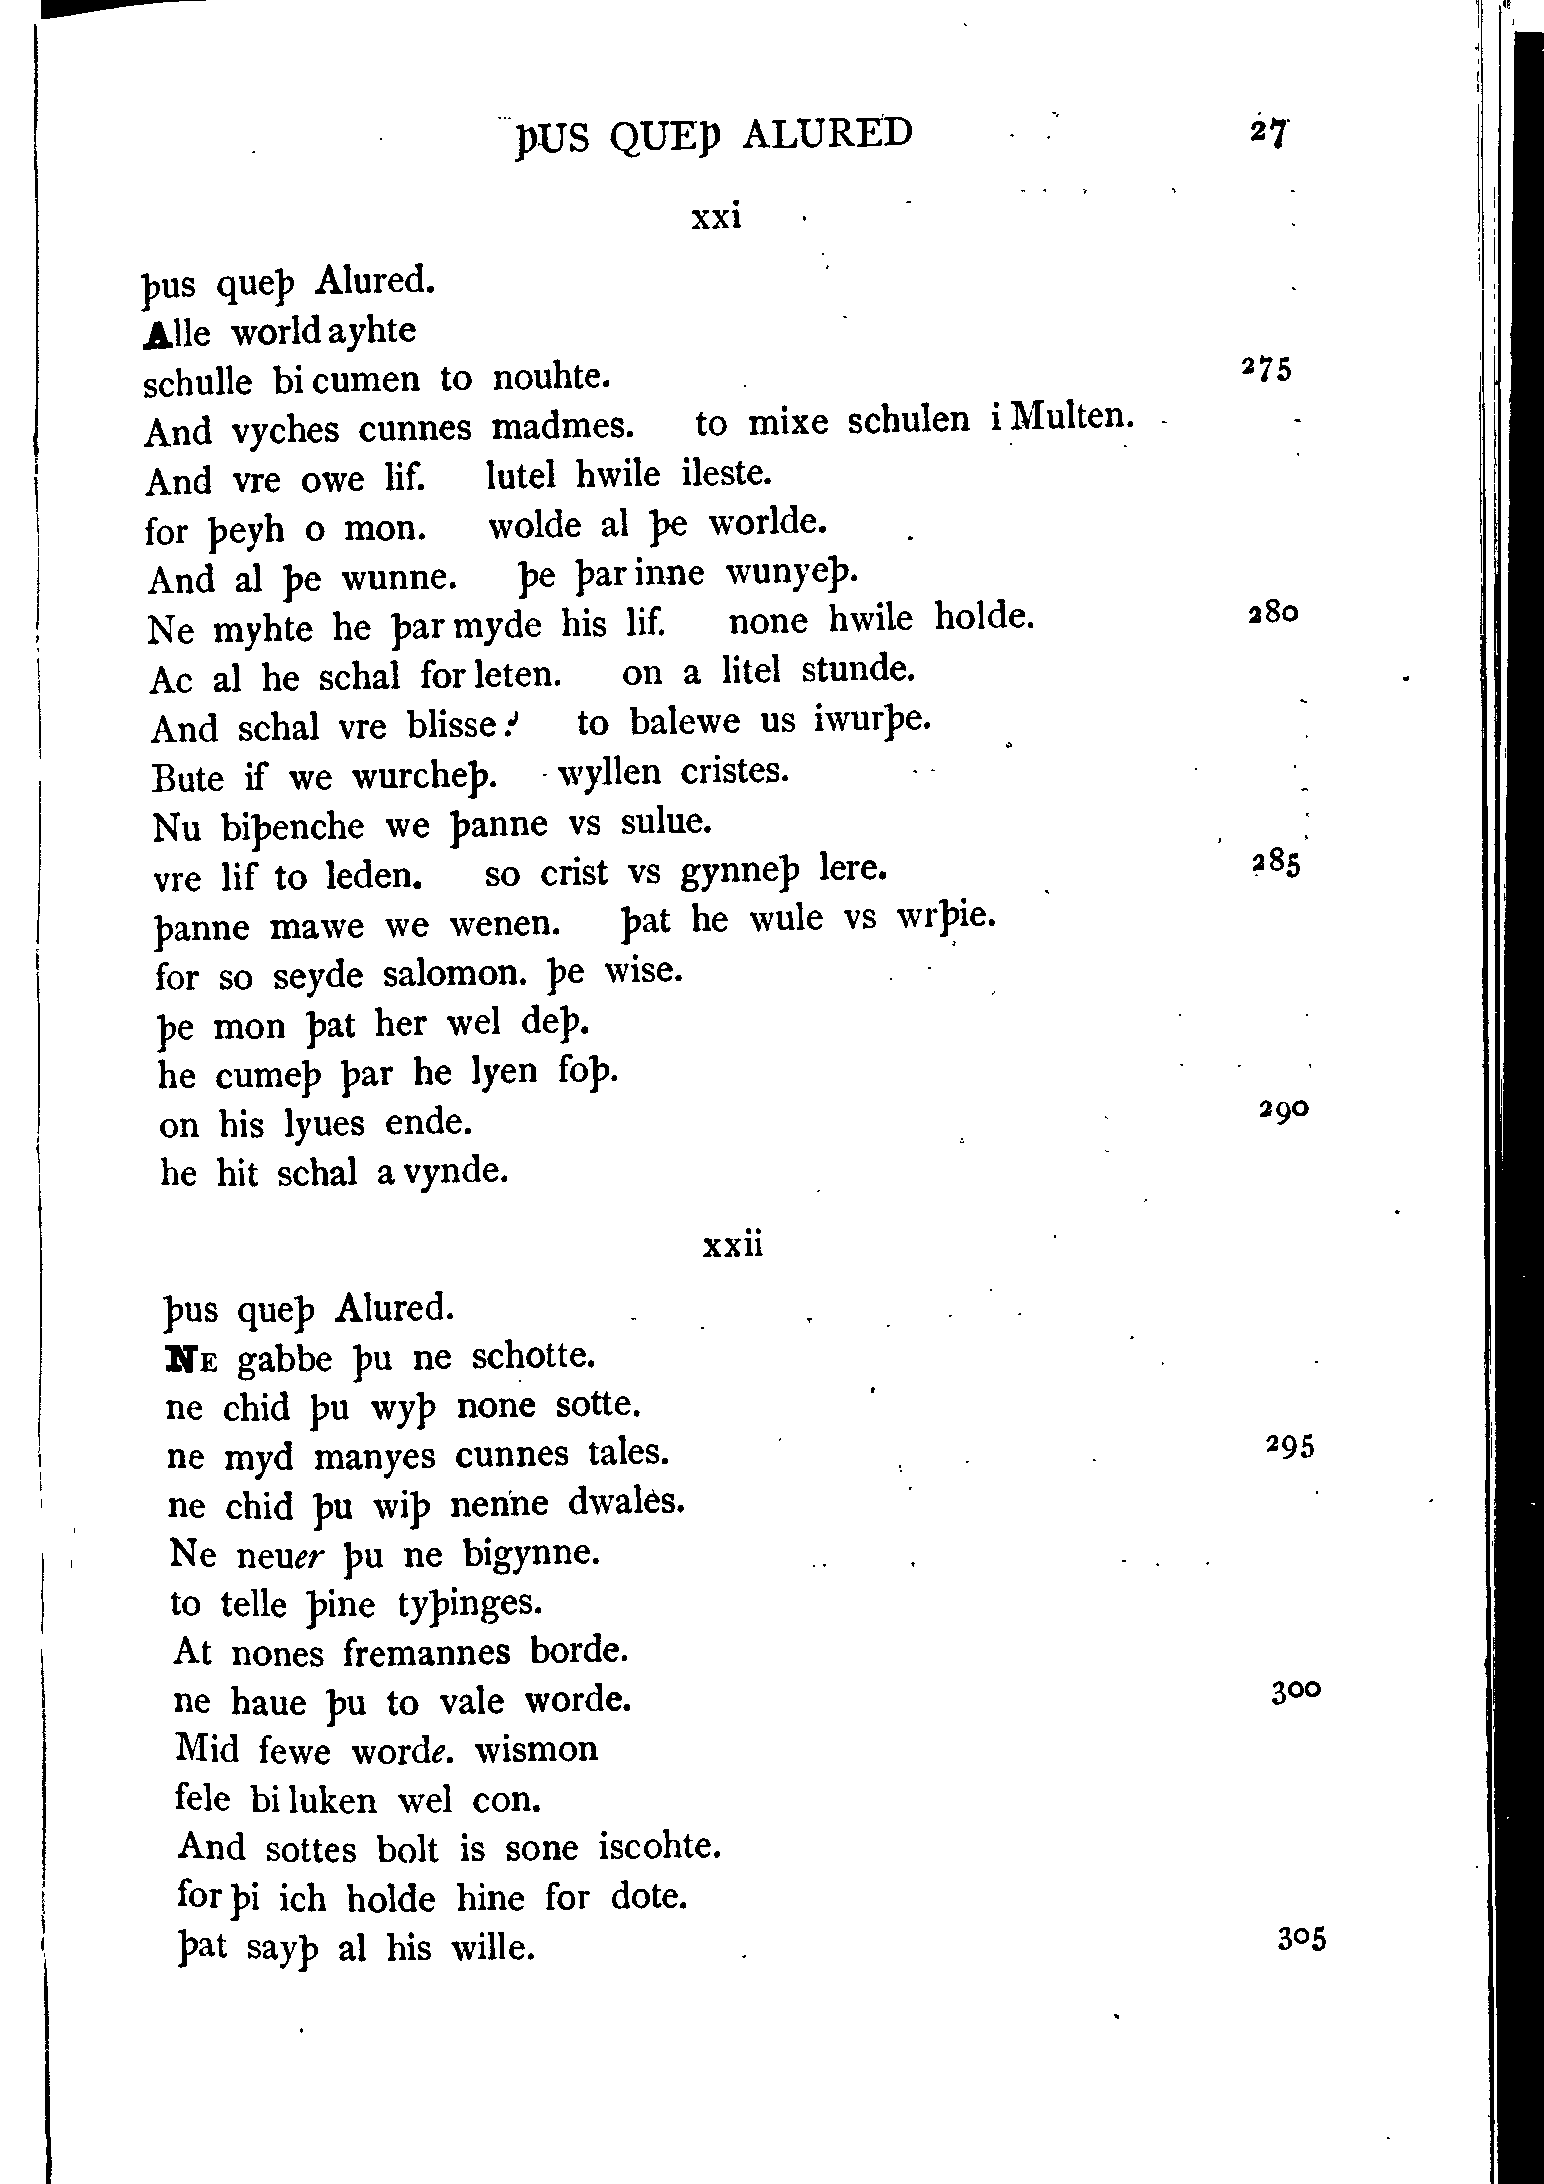 þUS QUEþ ALURED 27
xxi
þus queþ Alured.
Alle world ayhte
schulle bi cumen to nouhte. 275
And vyches cunnes madmes. to mixe schulen i Multen.
And vre owe lif. lutel hwile ileste.
for þeyh o mon. wolde al þe worlde.
And al þe wunne. þe þar inne wunyeþ.
Ne myhte he þar myde his lif. none hwile holde. 280
Ac al he schal for leten. on a litel stunde.
And schal vre blisse: to balewe us iwurþe.
Bute if we wurcheþ. wyllen cristes.
Nu biþenche we þanne vs sulue.
vre lif to leden. so crist vs gynneþ lere. 285
þanne mawe we wenen. þat he wule vs wrþie.
for so seyde salomon. þe wise.
þe mon þat her wel deþ.
he cumeþ þar he lyen foþ.
on his lyues ende. 290
he hit schal a vynde.
xxii
þus queþ Alured.
NE gabbe þu ne schotte.
ne chid þu wyþ none sotte.
ne myd manyes cunnes tales. 295
ne chid þu wiþ nenne dwales.
Ne neuer þu ne bigynne.
to telle þine tyþinges.
At nones fremannes borde.
ne haue þu to vale worde. 300
Mid fewe worde. wismon
fele bi luken wel con.
And sottes bolt is sone iscohte.
for þi ich holde hine for dote.
þat sayþ al his wille. 305